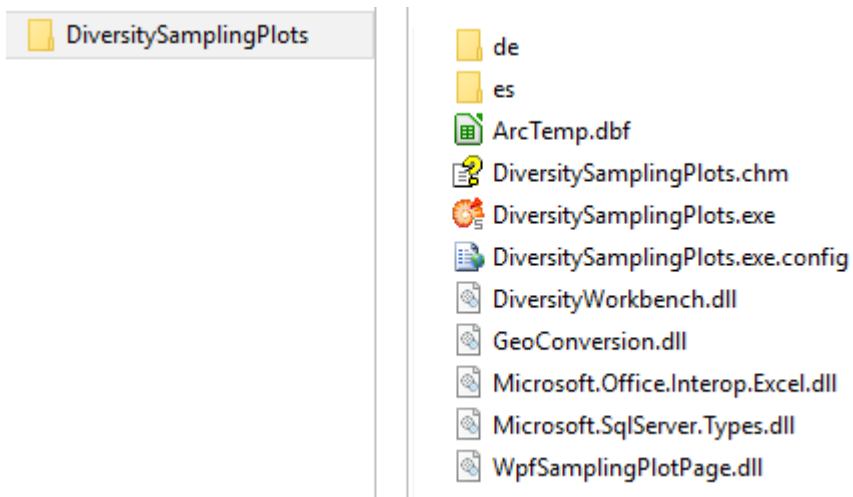 DiversitySamplingPlots
de
es
ArcTemp.dbf
DiversitySamplingPlots.chm
DiversitySamplingPlots.exe
DiversitySamplingPlots.exe.config
DiversityWorkbench.dll
GeoConversion.dll
Microsoft.Office.Interop.Excel.dll
Microsoft.SqlServer.Types.dll
WpfSamplingPlotPage.dll